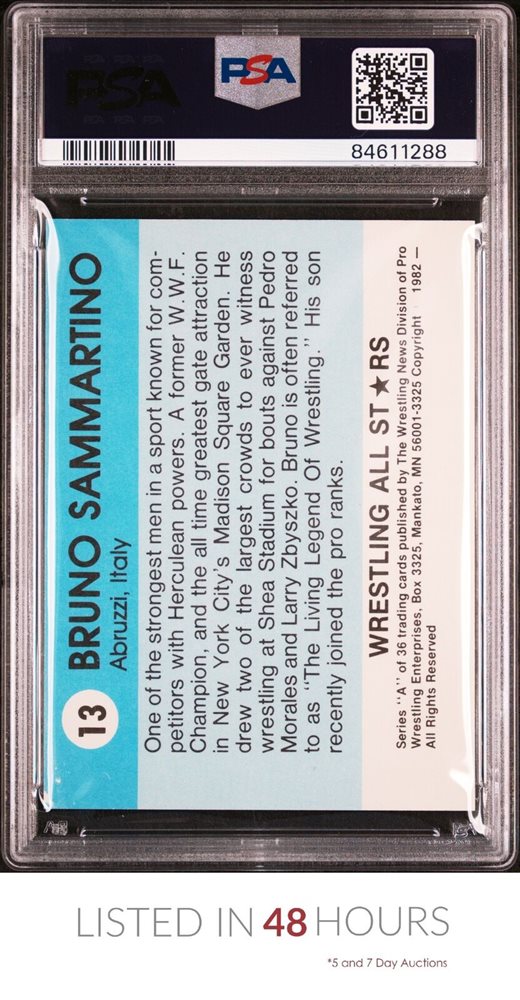 PSA
PSA
84611288
13
BRUNO SAMMARTINO
Abruzzi, Italy
One of the strongest men in a sport known for com-
petitors with Herculean powers. A former W.W.F.
Champion, and the all time greatest gate attraction
in New York City's Madison Square Garden. He
drew two of the largest crowds to ever witness
wrestling at Shea Stadium for bouts against Pedro
Morales and Larry Zbyszko. Bruno is often referred
to as "The Living Legend Of Wrestling." His son
recently joined the pro ranks.
WRESTLING ALL ST★RS
Series "A" of 36 trading cards published by The Wrestling News Division of Pro
Wrestling Enterprises, Box 3325, Mankato, MN 56001-3325 Copyright 1982 —
All Rights Reserved
LISTED IN 48 HOURS
*5 and 7 Day Auctions